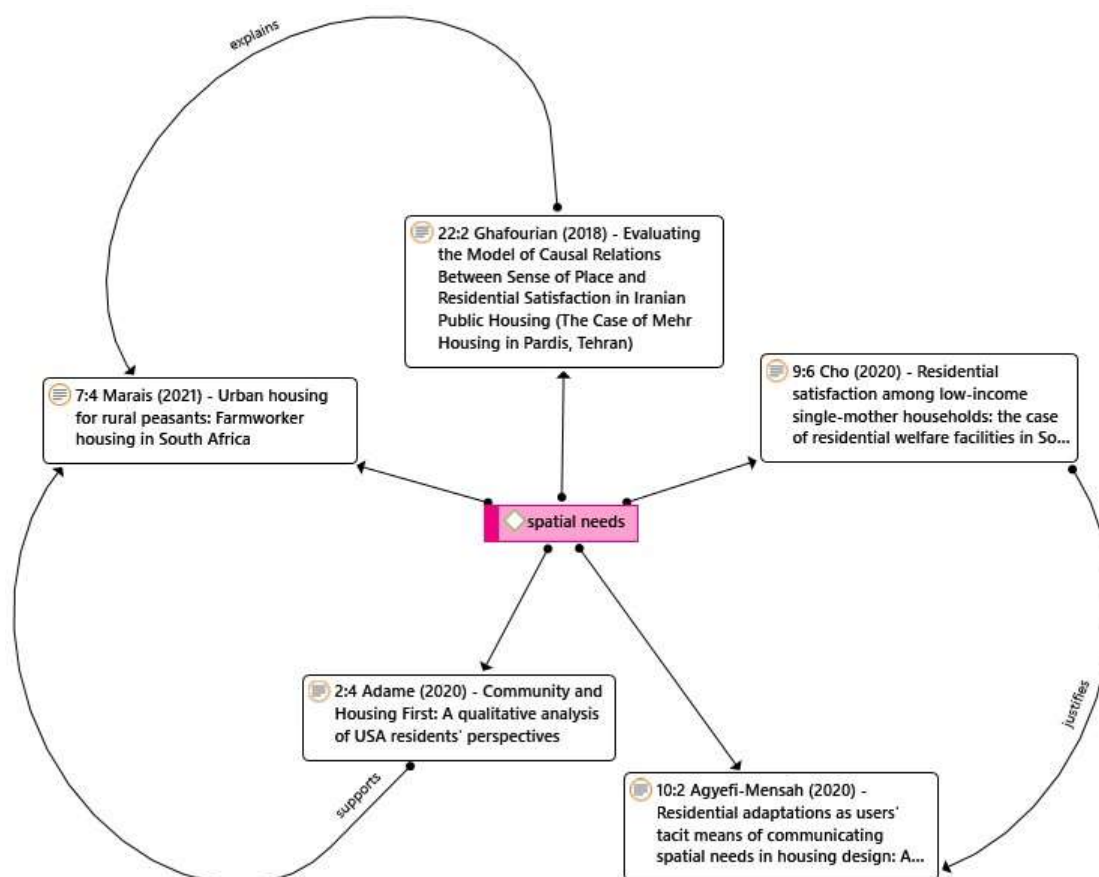 explains
22:2 Ghafourian (2018) - Evaluating
the Model of Causal Relations
Between Sense of Place and
Residential Satisfaction in Iranian
Public Housing (The Case of Mehr
Housing in Pardis, Tehran)
7:4 Marais (2021) - Urban housing
for rural peasants: Farmworker
housing in South Africa
9:6 Cho (2020) - Residential
satisfaction among low-income
single-mother households: the case
of residential welfare facilities in So...
spatial needs
2:4 Adame (2020) - Community and
Housing First: A qualitative analysis
of USA residents' perspectives
justifies
supports
10:2 Agyefi-Mensah (2020) -
Residential adaptations as users'
tacit means of communicating
spatial needs in housing design: A...